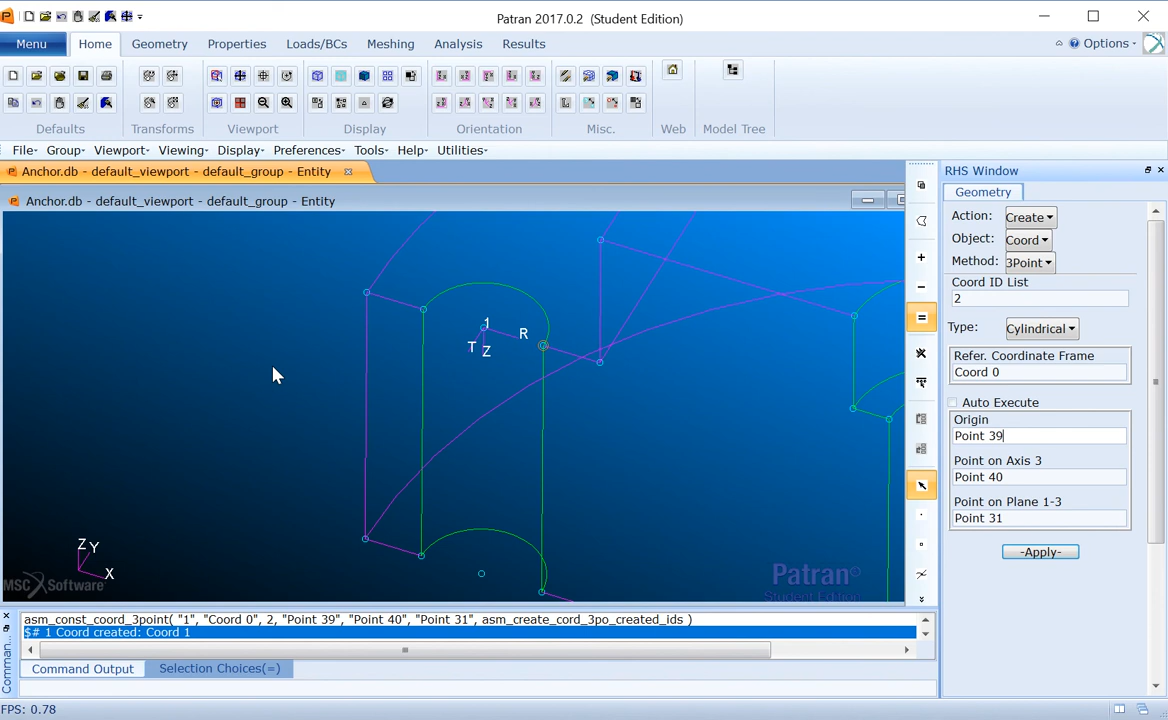 Patran 2017.0.2 (Student Edition)
Menu Home Geometry Properties Loads/BCs Meshing Analysis Results Options
Defaults Transforms Viewport Display Orientation Misc. Web Model Tree
File Group Viewport Viewing Display Preferences Tools Help Utilities
Anchor.db - default_viewport - default_group - Entity
RHS Window
Anchor.db - default_viewport - default_group - Entity
Geometry
Action: Create
Object: Coord
Method: 3Point
Coord ID List
2
Type: Cylindrical
Refer. Coordinate Frame
Coord 0
Auto Execute
Origin
Point 39
Point on Axis 3
Point 40
Point on Plane 1-3
Point 31
-Apply-
1
R
T
Z
Z
Y
X
MSC Software
Patran
Student Edition
asm_const_coord_3point( "1", "Coord 0", 2, "Point 39", "Point 40", "Point 31", asm_create_cord_3po_created_ids )
$# 1 Coord created: Coord 1
Comman...
Command Output Selection Choices(=)
FPS: 0.78